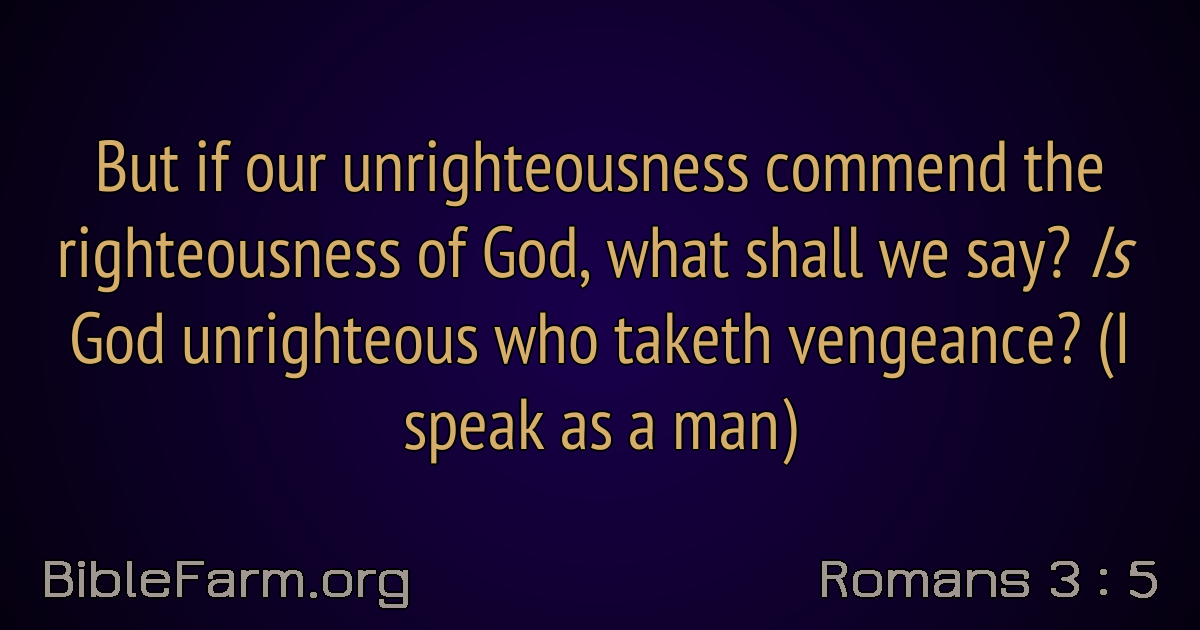 But if our unrighteousness commend the
righteousness of God, what shall we say? Is
God unrighteous who taketh vengeance? (I
speak as a man)
BibleFarm.org
Romans 3 : 5